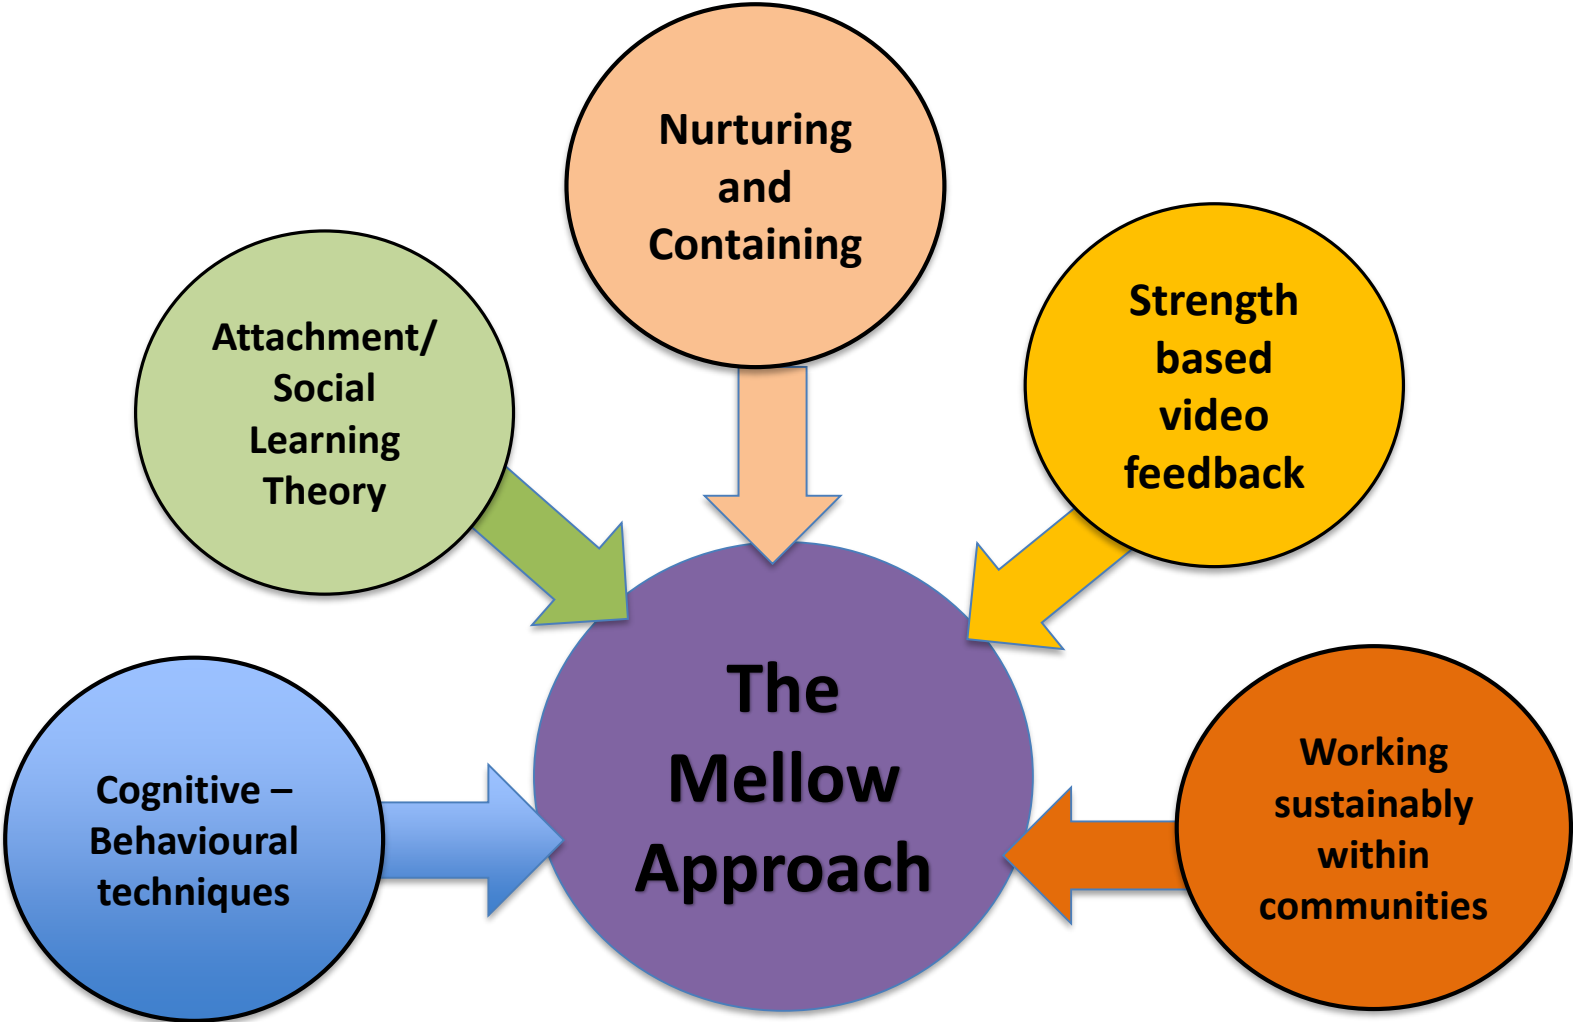 Nurturing
and
Containing
Attachment/
Social
Learning
Theory
Strength
based
video
feedback
Cognitive –
Behavioural
techniques
The
Mellow
Approach
Working
sustainably
within
communities